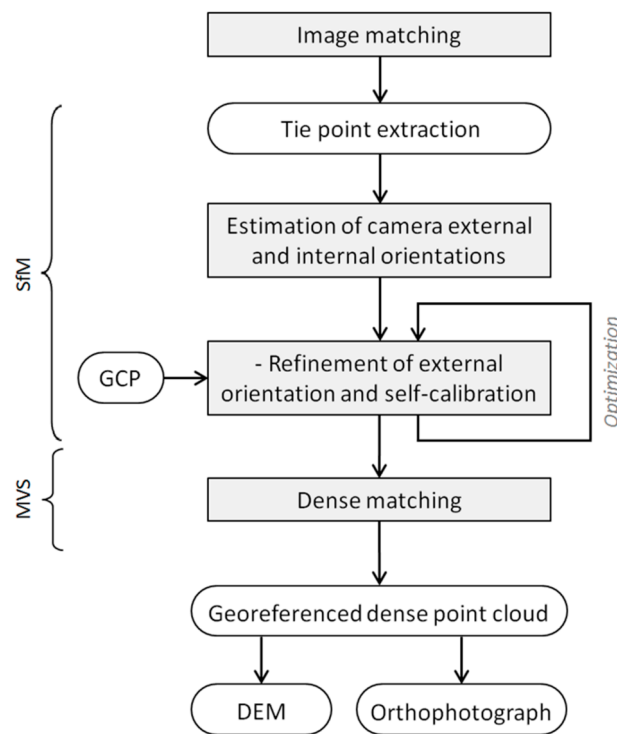 Image matching
Tie point extraction
Estimation of camera external
and internal orientations
SfM
GCP
- Refinement of external
orientation and self-calibration
Optimization
MVS
Dense matching
Georeferenced dense point cloud
DEM
Orthophotograph